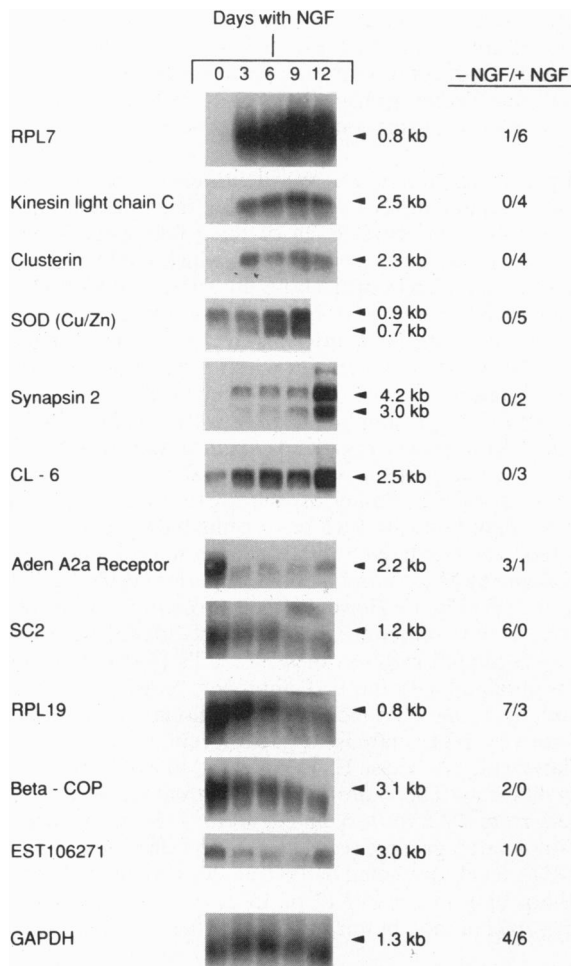 Days with NGF
0 3 6 9 12 – NGF/+ NGF
RPL7 0.8 kb 1/6
Kinesin light chain C 2.5 kb 0/4
Clusterin 2.3 kb 0/4
SOD (Cu/Zn) 0.9 kb 0/5
0.7 kb
Synapsin 2 4.2 kb 0/2
3.0 kb
CL - 6 2.5 kb 0/3
Aden A2a Receptor 2.2 kb 3/1
SC2 1.2 kb 6/0
RPL19 0.8 kb 7/3
Beta - COP 3.1 kb 2/0
EST106271 3.0 kb 1/0
GAPDH 1.3 kb 4/6